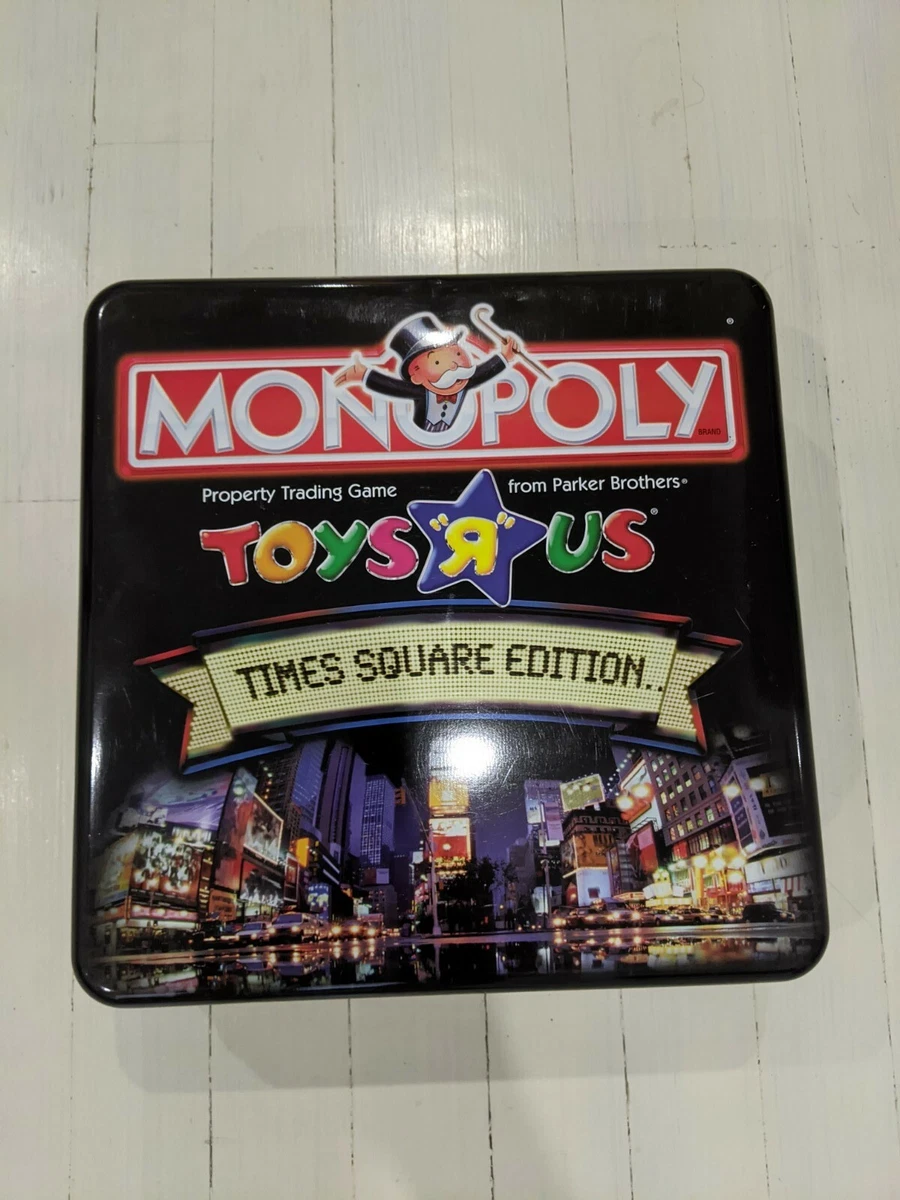 ®
MONOPOLY
BRAND
Property Trading Game from Parker Brothers®
TOYS "Я" US®
TIMES SQUARE EDITION..